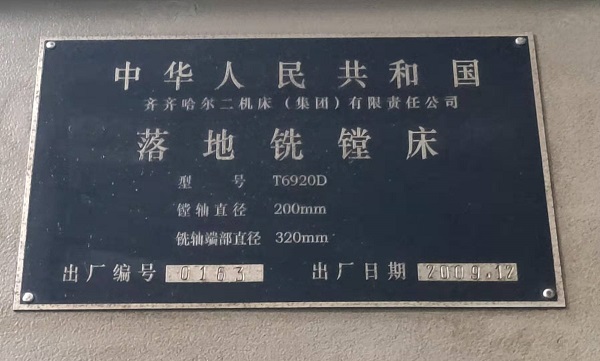 中华人民共和国
齐齐哈尔二机床(集团)有限责任公司
落地铣镗床
型 号 T6920D
镗轴直径 200mm
铣轴端部直径 320mm
出厂编号 0163 出厂日期 2009.12